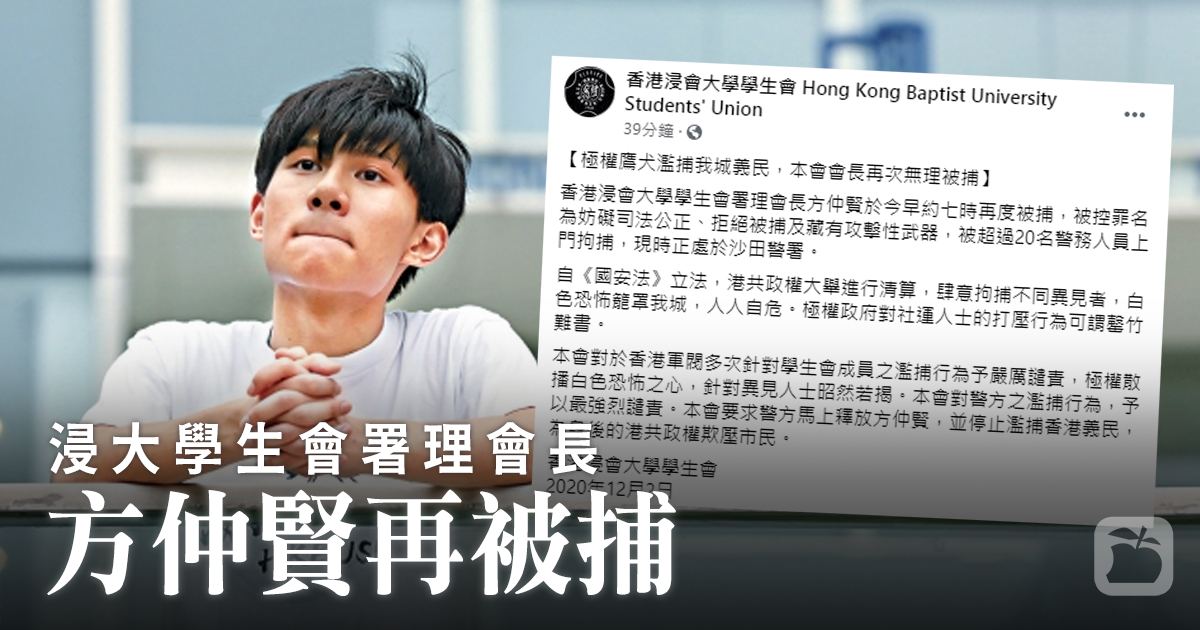 香港浸會大學學生會 Hong Kong Baptist University
Students' Union
39分鐘 ·
【極權鷹犬濫捕我城義民,本會會長再次無理被捕】
香港浸會大學學生會署理會長方仲賢於今早約七時再度被捕,被控罪名
為妨礙司法公正、拒絕被捕及藏有攻擊性武器,被超過20名警務人員上
門拘捕,現時正處於沙田警署。
自《國安法》立法,港共政權大舉進行清算,肆意拘捕不同異見者,白
色恐怖籠罩我城,人人自危。極權政府對社運人士的打壓行為可謂罄竹
難書。
本會對於香港軍閥多次針對學生會成員之濫捕行為予嚴厲譴責,極權散
播白色恐怖之心,針對異見人士昭然若揭。本會對警方之濫捕行為,予
以最強烈譴責。本會要求警方馬上釋放方仲賢,並停止濫捕香港義民,
為身後的港共政權欺壓市民。
香港浸會大學學生會
2020年12月2日
浸大學生會署理會長
方仲賢再被捕